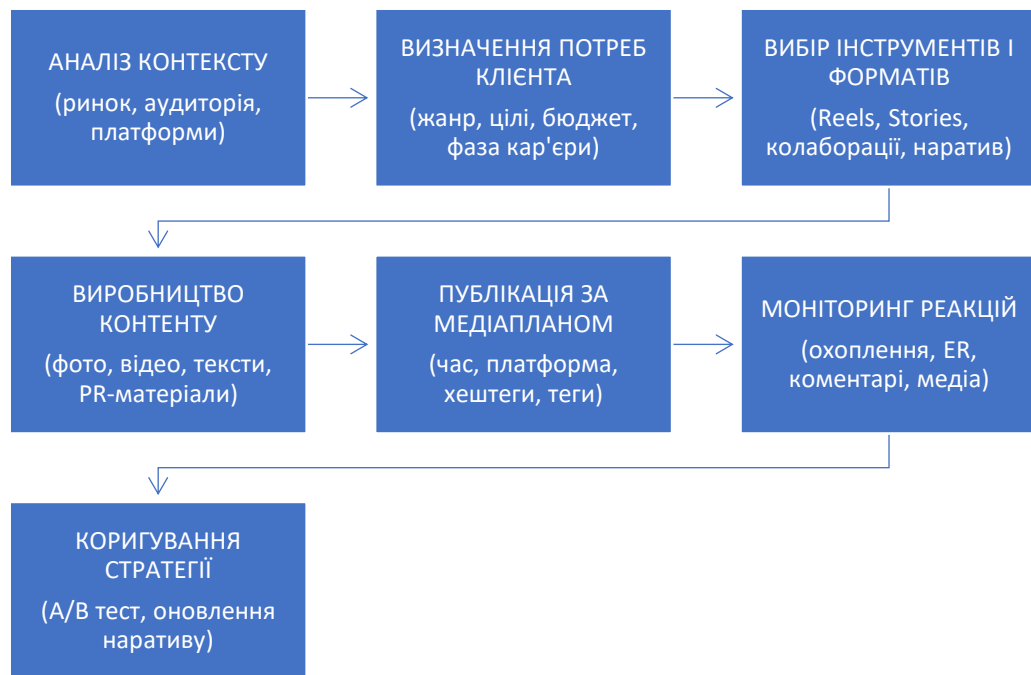 АНАЛІЗ КОНТЕКСТУ
(ринок, аудиторія,
платформи)
ВИЗНАЧЕННЯ ПОТРЕБ
КЛІЄНТА
(жанр, цілі, бюджет,
фаза кар'єри)
ВИБІР ІНСТРУМЕНТІВ І
ФОРМАТІВ
(Reels, Stories,
колаборації, наратив)
ВИРОБНИЦТВО
КОНТЕНТУ
(фото, відео, тексти,
PR-матеріали)
ПУБЛІКАЦІЯ ЗА
МЕДІАПЛАНОМ
(час, платформа,
хештеги, теги)
МОНІТОРИНГ РЕАКЦІЙ
(охоплення, ER,
коментарі, медіа)
КОРИГУВАННЯ
СТРАТЕГІЇ
(A/B тест, оновлення
наративу)